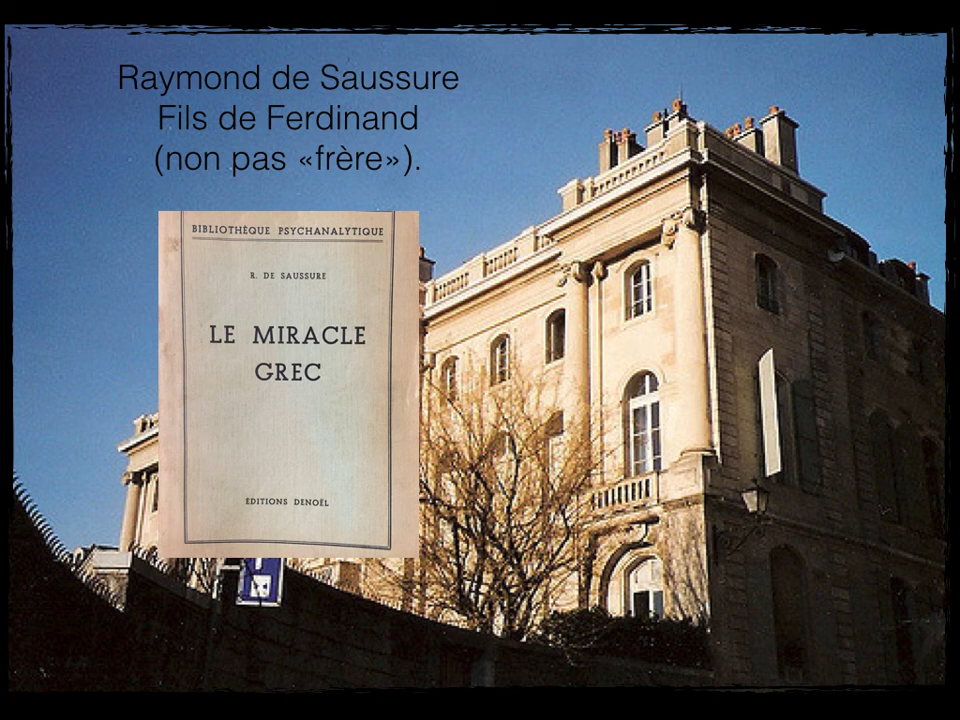 Raymond de Saussure
Fils de Ferdinand
(non pas «frère»).
BIBLIOTHÈQUE PSYCHANALYTIQUE
R. DE SAUSSURE
LE MIRACLE
GREC
EDITIONS DENOËL